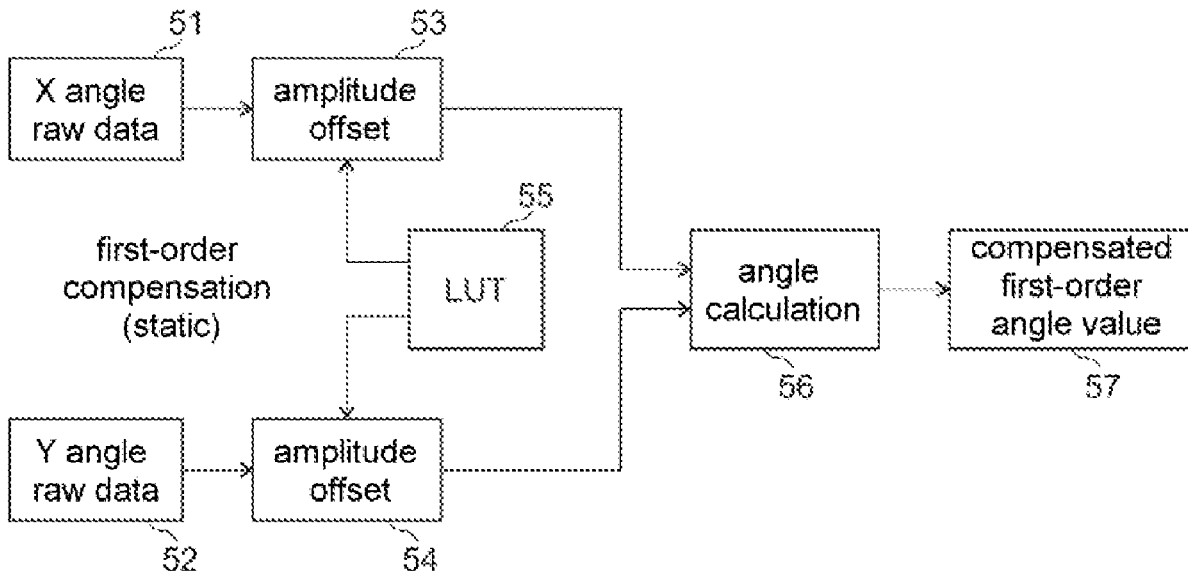 51
53
X angle
raw data
amplitude
offset
55
first-order
compensation
(static)
LUT
angle
calculation
compensated
first-order
angle value
56
57
Y angle
raw data
amplitude
offset
52
54